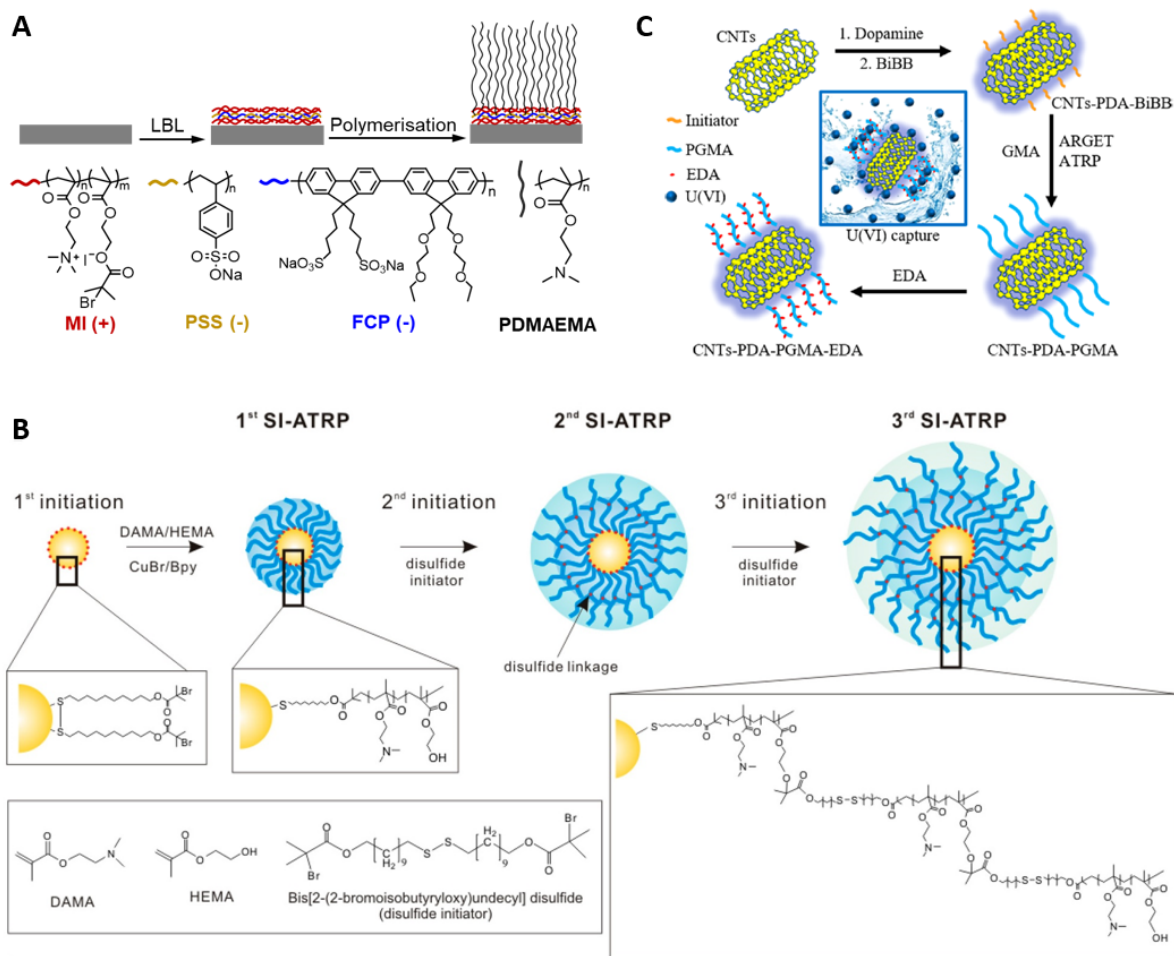 A
LBL
Polymerisation
MI (+)
PSS (-)
FCP (-)
PDMAEMA
C
CNTs
1. Dopamine
2. BiBB
CNTs-PDA-BiBB
Initiator
PGMA
EDA
U(VI)
GMA
ARGET
ATRP
U(VI) capture
EDA
CNTs-PDA-PGMA-EDA
CNTs-PDA-PGMA
B
1st SI-ATRP
2nd SI-ATRP
3rd SI-ATRP
1st initiation
DAMA/HEMA
CuBr/Bpy
2nd initiation
disulfide
initiator
3rd initiation
disulfide
initiator
disulfide linkage
DAMA
HEMA
Bis[2-(2-bromoisobutyryloxy)undecyl] disulfide
(disulfide initiator)